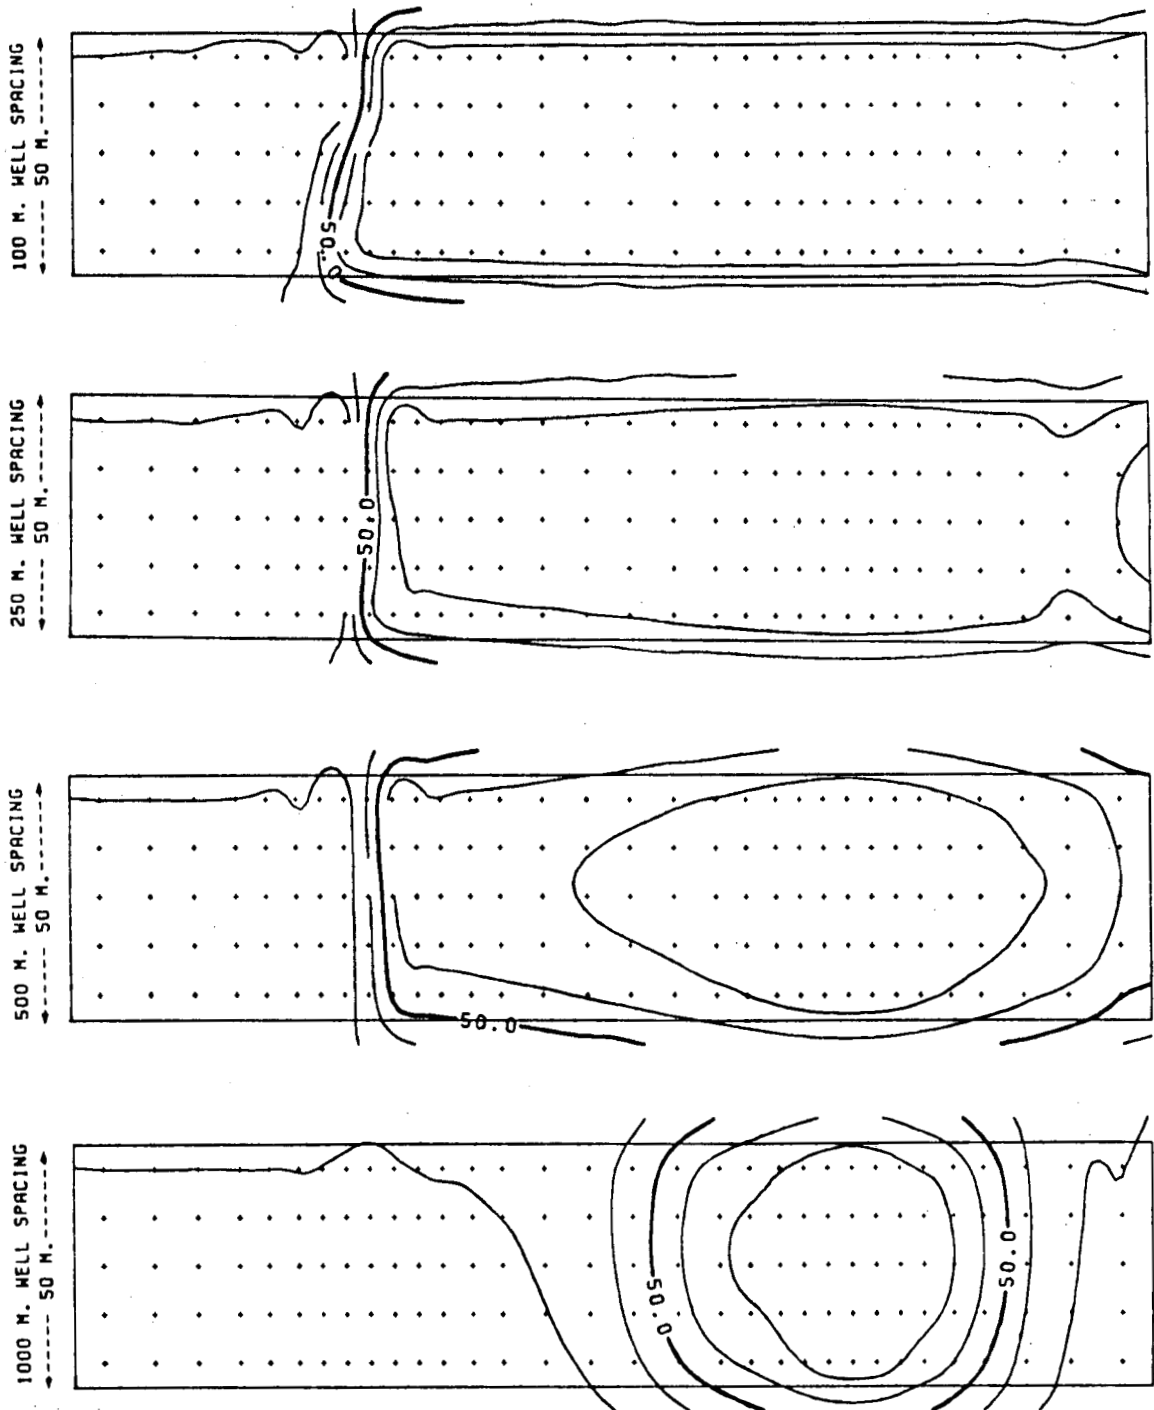 100 M. WELL SPACING
<---- 50 M.----->
50.0
250 M. WELL SPACING
<---- 50 M.----->
50.0
500 M. WELL SPACING
<---- 50 M.----->
50.0
1000 M. WELL SPACING
<---- 50 M.----->
50.0
50.0